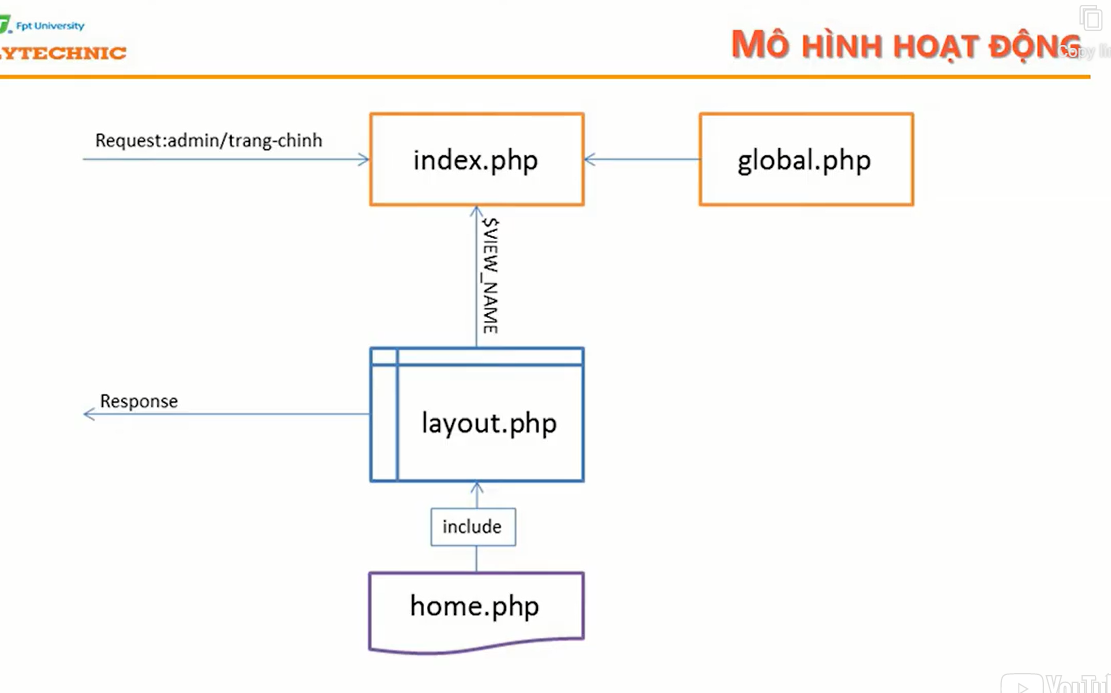 Fpt University
LYTECHNIC
MÔ HÌNH HOẠT ĐỘNG
Request:admin/trang-chinh
index.php
global.php
$VIEW_NAME
Response
layout.php
include
home.php